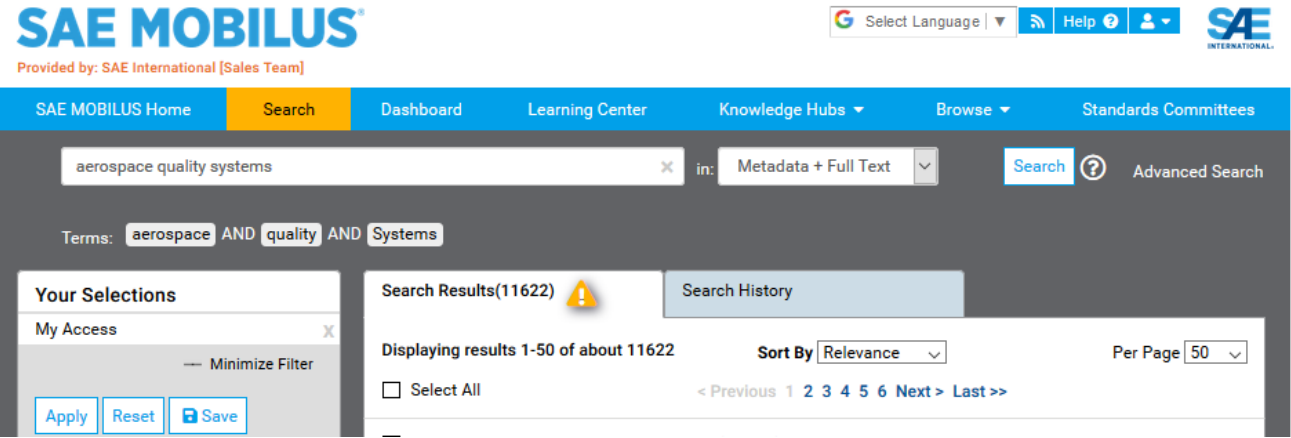 SAE MOBILUS®
Provided by: SAE International [Sales Team]
G Select Language ▼
Help
SAE
INTERNATIONAL.
SAE MOBILUS Home Search Dashboard Learning Center Knowledge Hubs Browse Standards Committees
aerospace quality systems × in: Metadata + Full Text Search ? Advanced Search
Terms: aerospace AND quality AND Systems
Your Selections
My Access X
— Minimize Filter
Apply Reset Save
Search Results(11622)
Search History
Displaying results 1-50 of about 11622 Sort By Relevance Per Page 50
Select All < Previous 1 2 3 4 5 6 Next > Last >>